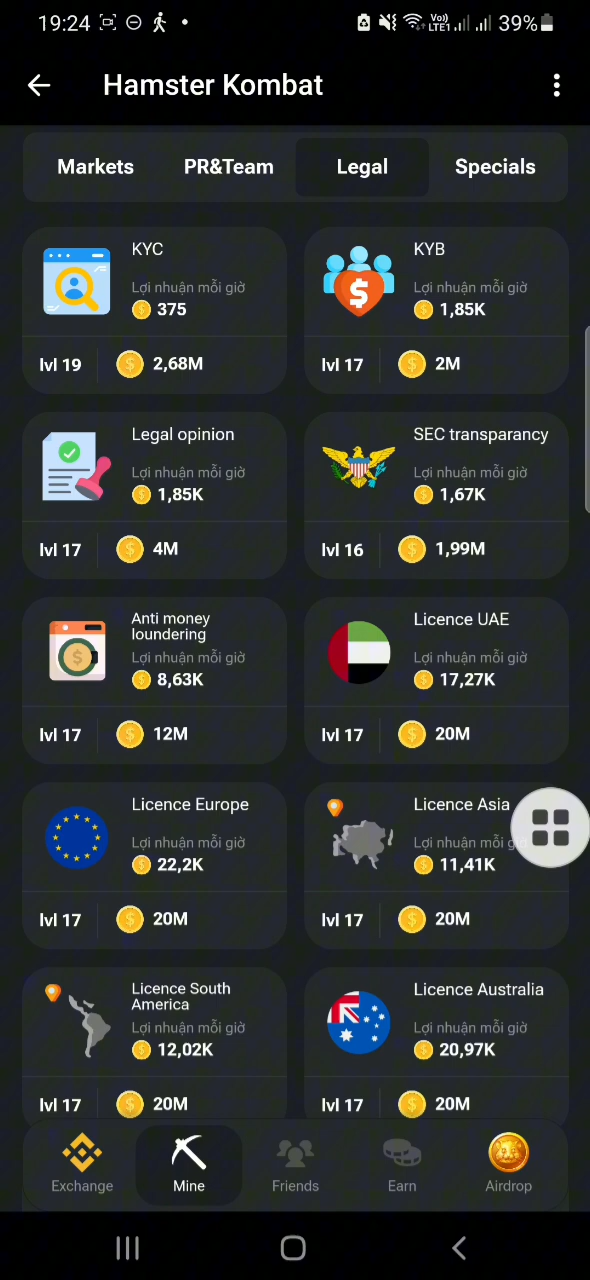 19:24 Vo)) LTE1 39%
Hamster Kombat
Markets PR&Team Legal Specials
KYC
Lợi nhuận mỗi giờ
375
lvl 19 2,68M
KYB
Lợi nhuận mỗi giờ
1,85K
lvl 17 2M
Legal opinion
Lợi nhuận mỗi giờ
1,85K
lvl 17 4M
SEC transparancy
Lợi nhuận mỗi giờ
1,67K
lvl 16 1,99M
Anti money
loundering
Lợi nhuận mỗi giờ
8,63K
lvl 17 12M
Licence UAE
Lợi nhuận mỗi giờ
17,27K
lvl 17 20M
Licence Europe
Lợi nhuận mỗi giờ
22,2K
lvl 17 20M
Licence Asia
Lợi nhuận mỗi giờ
11,41K
lvl 17 20M
Licence South
America
Lợi nhuận mỗi giờ
12,02K
lvl 17 20M
Licence Australia
Lợi nhuận mỗi giờ
20,97K
lvl 17 20M
Exchange Mine Friends Earn Airdrop